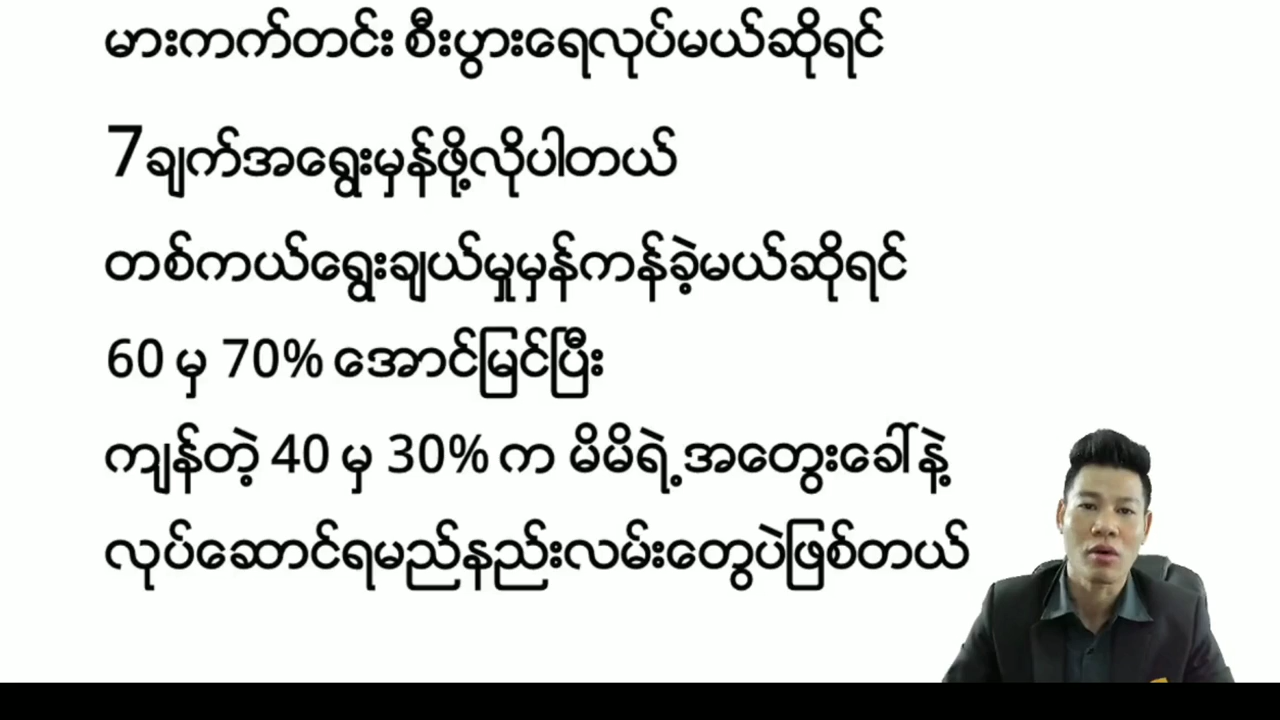 မားကက်တင်း စီးပွားရေလုပ်မယ်ဆိုရင်
7ချက်အရွေးမှန်ဖို့လိုပါတယ်
တစ်ကယ်ရွေးချယ်မှုမှန်ကန်ခဲ့မယ်ဆိုရင်
60 မှ 70% အောင်မြင်ပြီး
ကျန်တဲ့ 40 မှ 30% က မိမိရဲ့ အတွေးခေါ်နဲ့
လုပ်ဆောင်ရမည်နည်းလမ်းတွေပဲဖြစ်တယ်